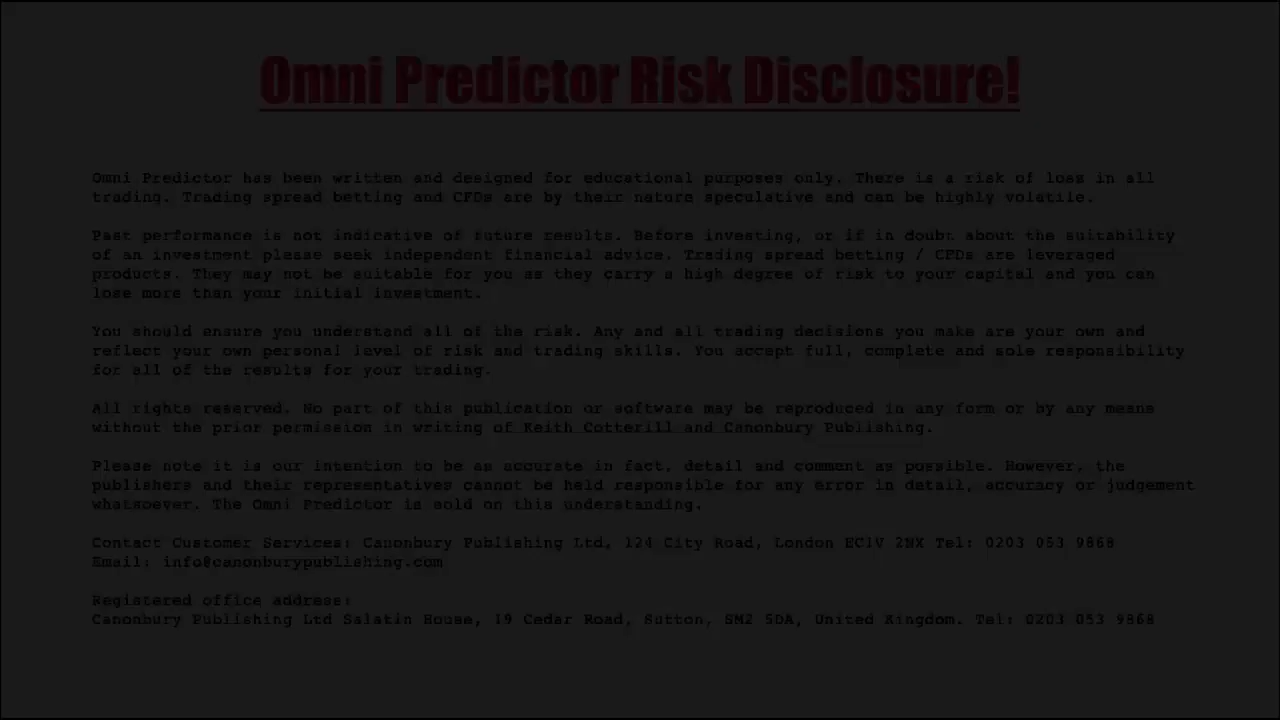 Omni Predictor Risk Disclosure!
Omni Predictor has been written and designed for educational purposes only. There is a risk of loss in all
trading. Trading spread betting and CFDs are by their nature speculative and can be highly volatile.
Past performance is not indicative of future results. Before investing, or if in doubt about the suitability
of an investment please seek independent financial advice. Trading spread betting / CFDs are leveraged
products. They may not be suitable for you as they carry a high degree of risk to your capital and you can
lose more than your initial investment.
You should ensure you understand all of the risk. Any and all trading decisions you make are your own and
reflect your own personal level of risk and trading skills. You accept full, complete and sole responsibility
for all of the results for your trading.
All rights reserved. No part of this publication or software may be reproduced in any form or by any means
without the prior permission in writing of Keith Cotterill and Canonbury Publishing.
Please note it is our intention to be as accurate in fact, detail and comment as possible. However, the
publishers and their representatives cannot be held responsible for any error in detail, accuracy or judgement
whatsoever. The Omni Predictor is sold on this understanding.
Contact Customer Services: Canonbury Publishing Ltd, 124 City Road, London EC1V 2NX Tel: 0203 053 9868
Email: info@canonburypublishing.com
Registered office address:
Canonbury Publishing Ltd Salatin House, 19 Cedar Road, Sutton, SM2 5DA, United Kingdom. Tel: 0203 053 9868